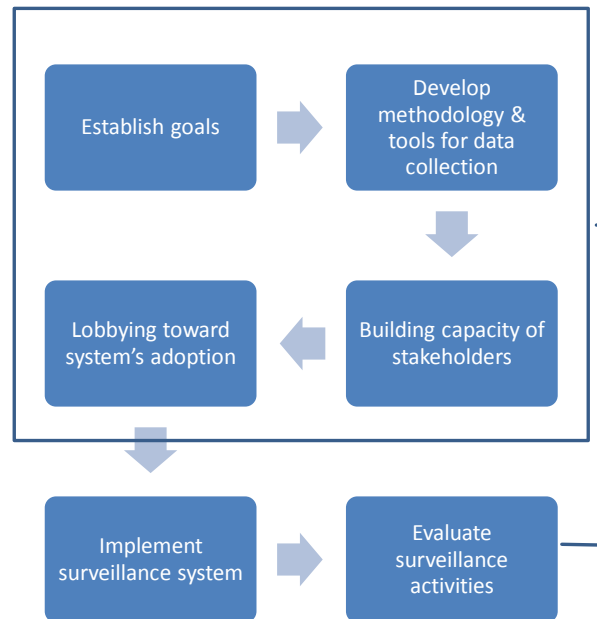 Establish goals
Develop
methodology &
tools for data
collection
Building capacity of
stakeholders
Lobbying toward
system’s adoption
Implement
surveillance system
Evaluate
surveillance
activities